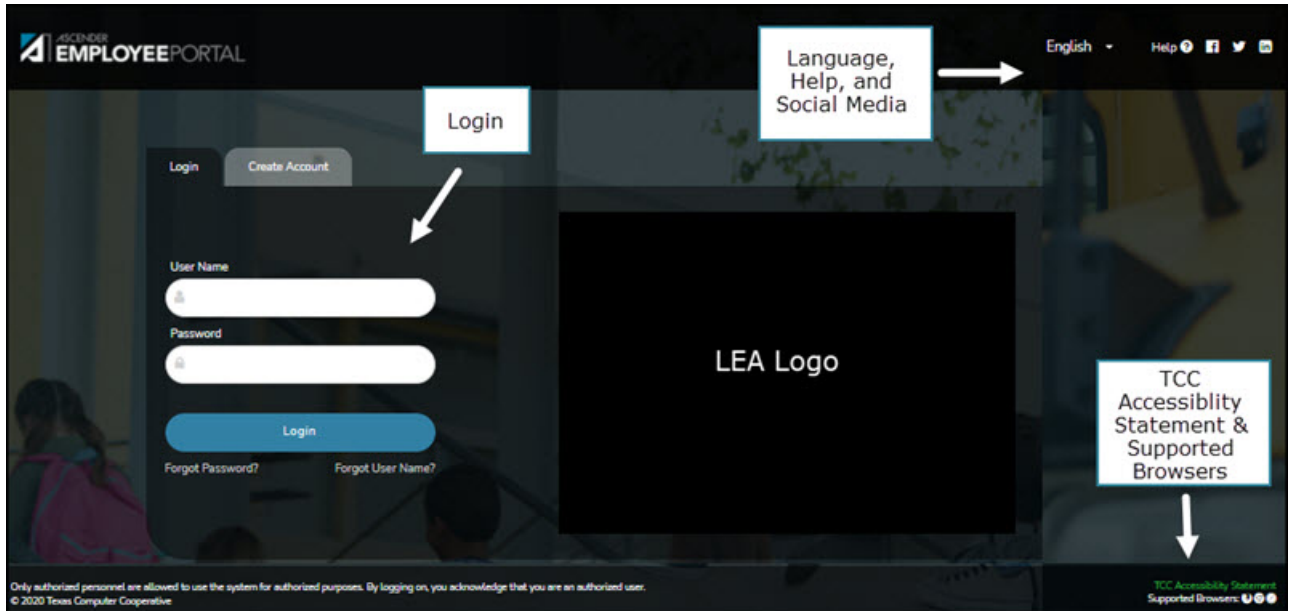 ASCENDER
EMPLOYEEPORTAL
Language,
Help, and
Social Media
English
Help
Login
Login
Create Account
User Name
Password
LEA Logo
Login
Forgot Password?
Forgot User Name?
TCC
Accessiblity
Statement &
Supported
Browsers
Only authorized personnel are allowed to use the system for authorized purposes. By logging on, you acknowledge that you are an authorized user.
© 2020 Texas Computer Cooperative
TCC Accessibility Statement
Supported Browsers: